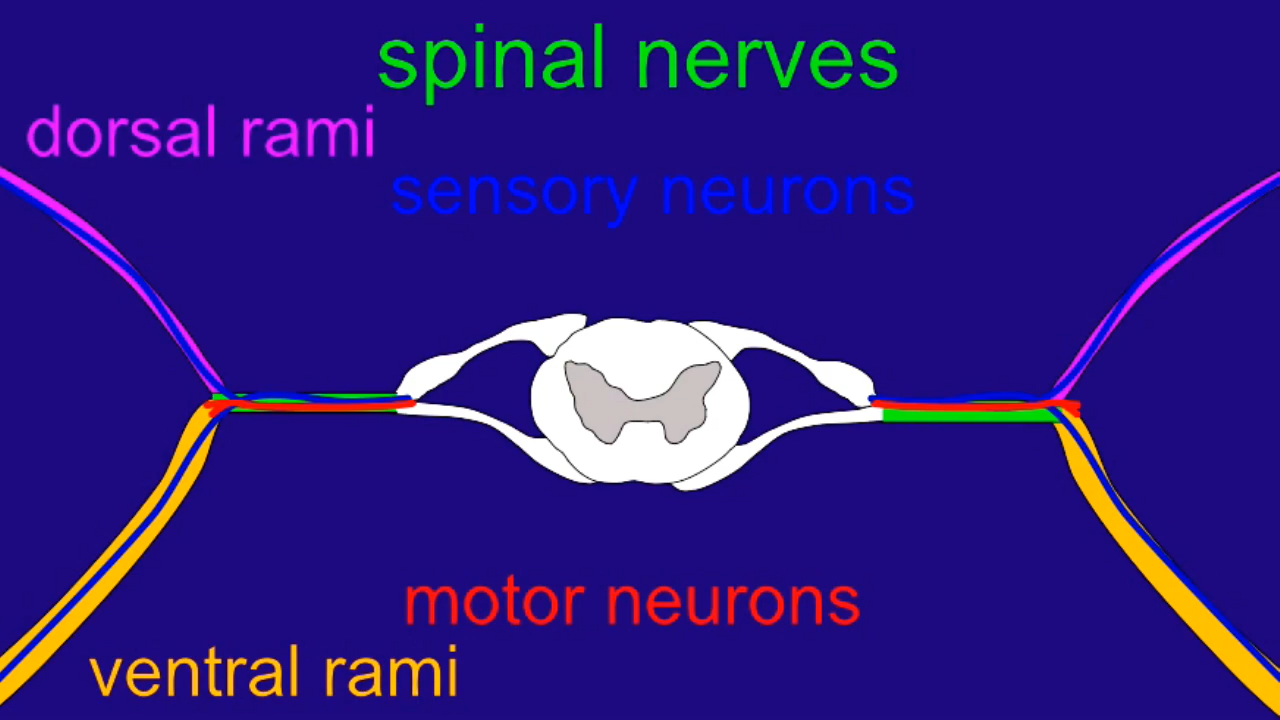 spinal nerves
dorsal rami
sensory neurons
motor neurons
ventral rami